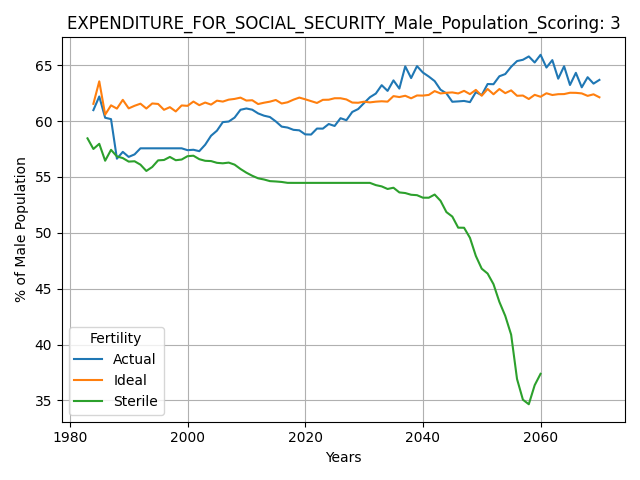 EXPENDITURE_FOR_SOCIAL_SECURITY_Male_Population_Scoring: 3
% of Male Population
65
60
55
50
45
40
35
Fertility
Actual
Ideal
Sterile
1980 2000 2020 2040 2060
Years